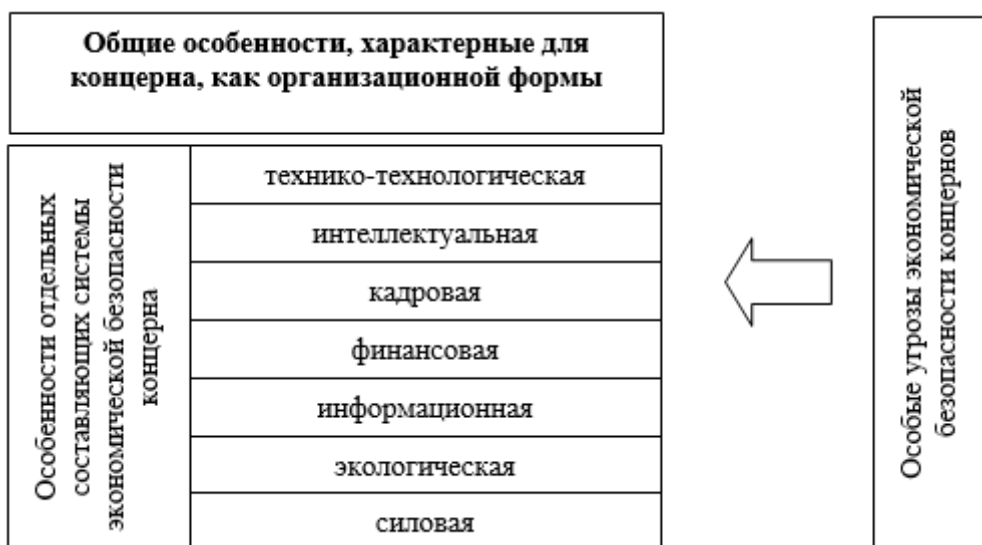 Общие особенности, характерные для
концерна, как организационной формы
Особенности отдельных
составляющих системы
экономической безопасности
концерна
технико-технологическая
интеллектуальная
кадровая
финансовая
информационная
экологическая
силовая
Особые угрозы экономической
безопасности концернов